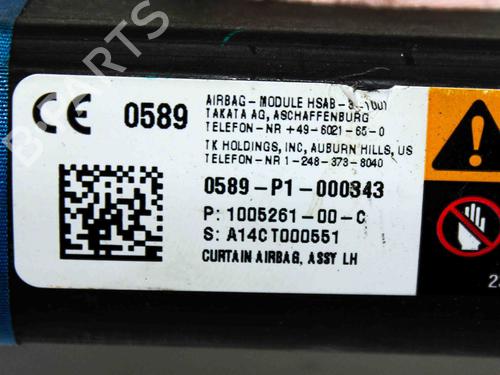 CE 0589
AIRBAG-MODULE
TAKATA AG, ASCHAFFENBURG
TELEFON-NR +49-6021-65-0
TK HOLDINGS, INC, AUBURN HILLS, US
TELEFON-NR 1-248-373-8040
0589-P1-000343
P: 1005261-00-C
S: A14CT000551
CURTAIN AIRBAG, ASSY LH
B-PARTS